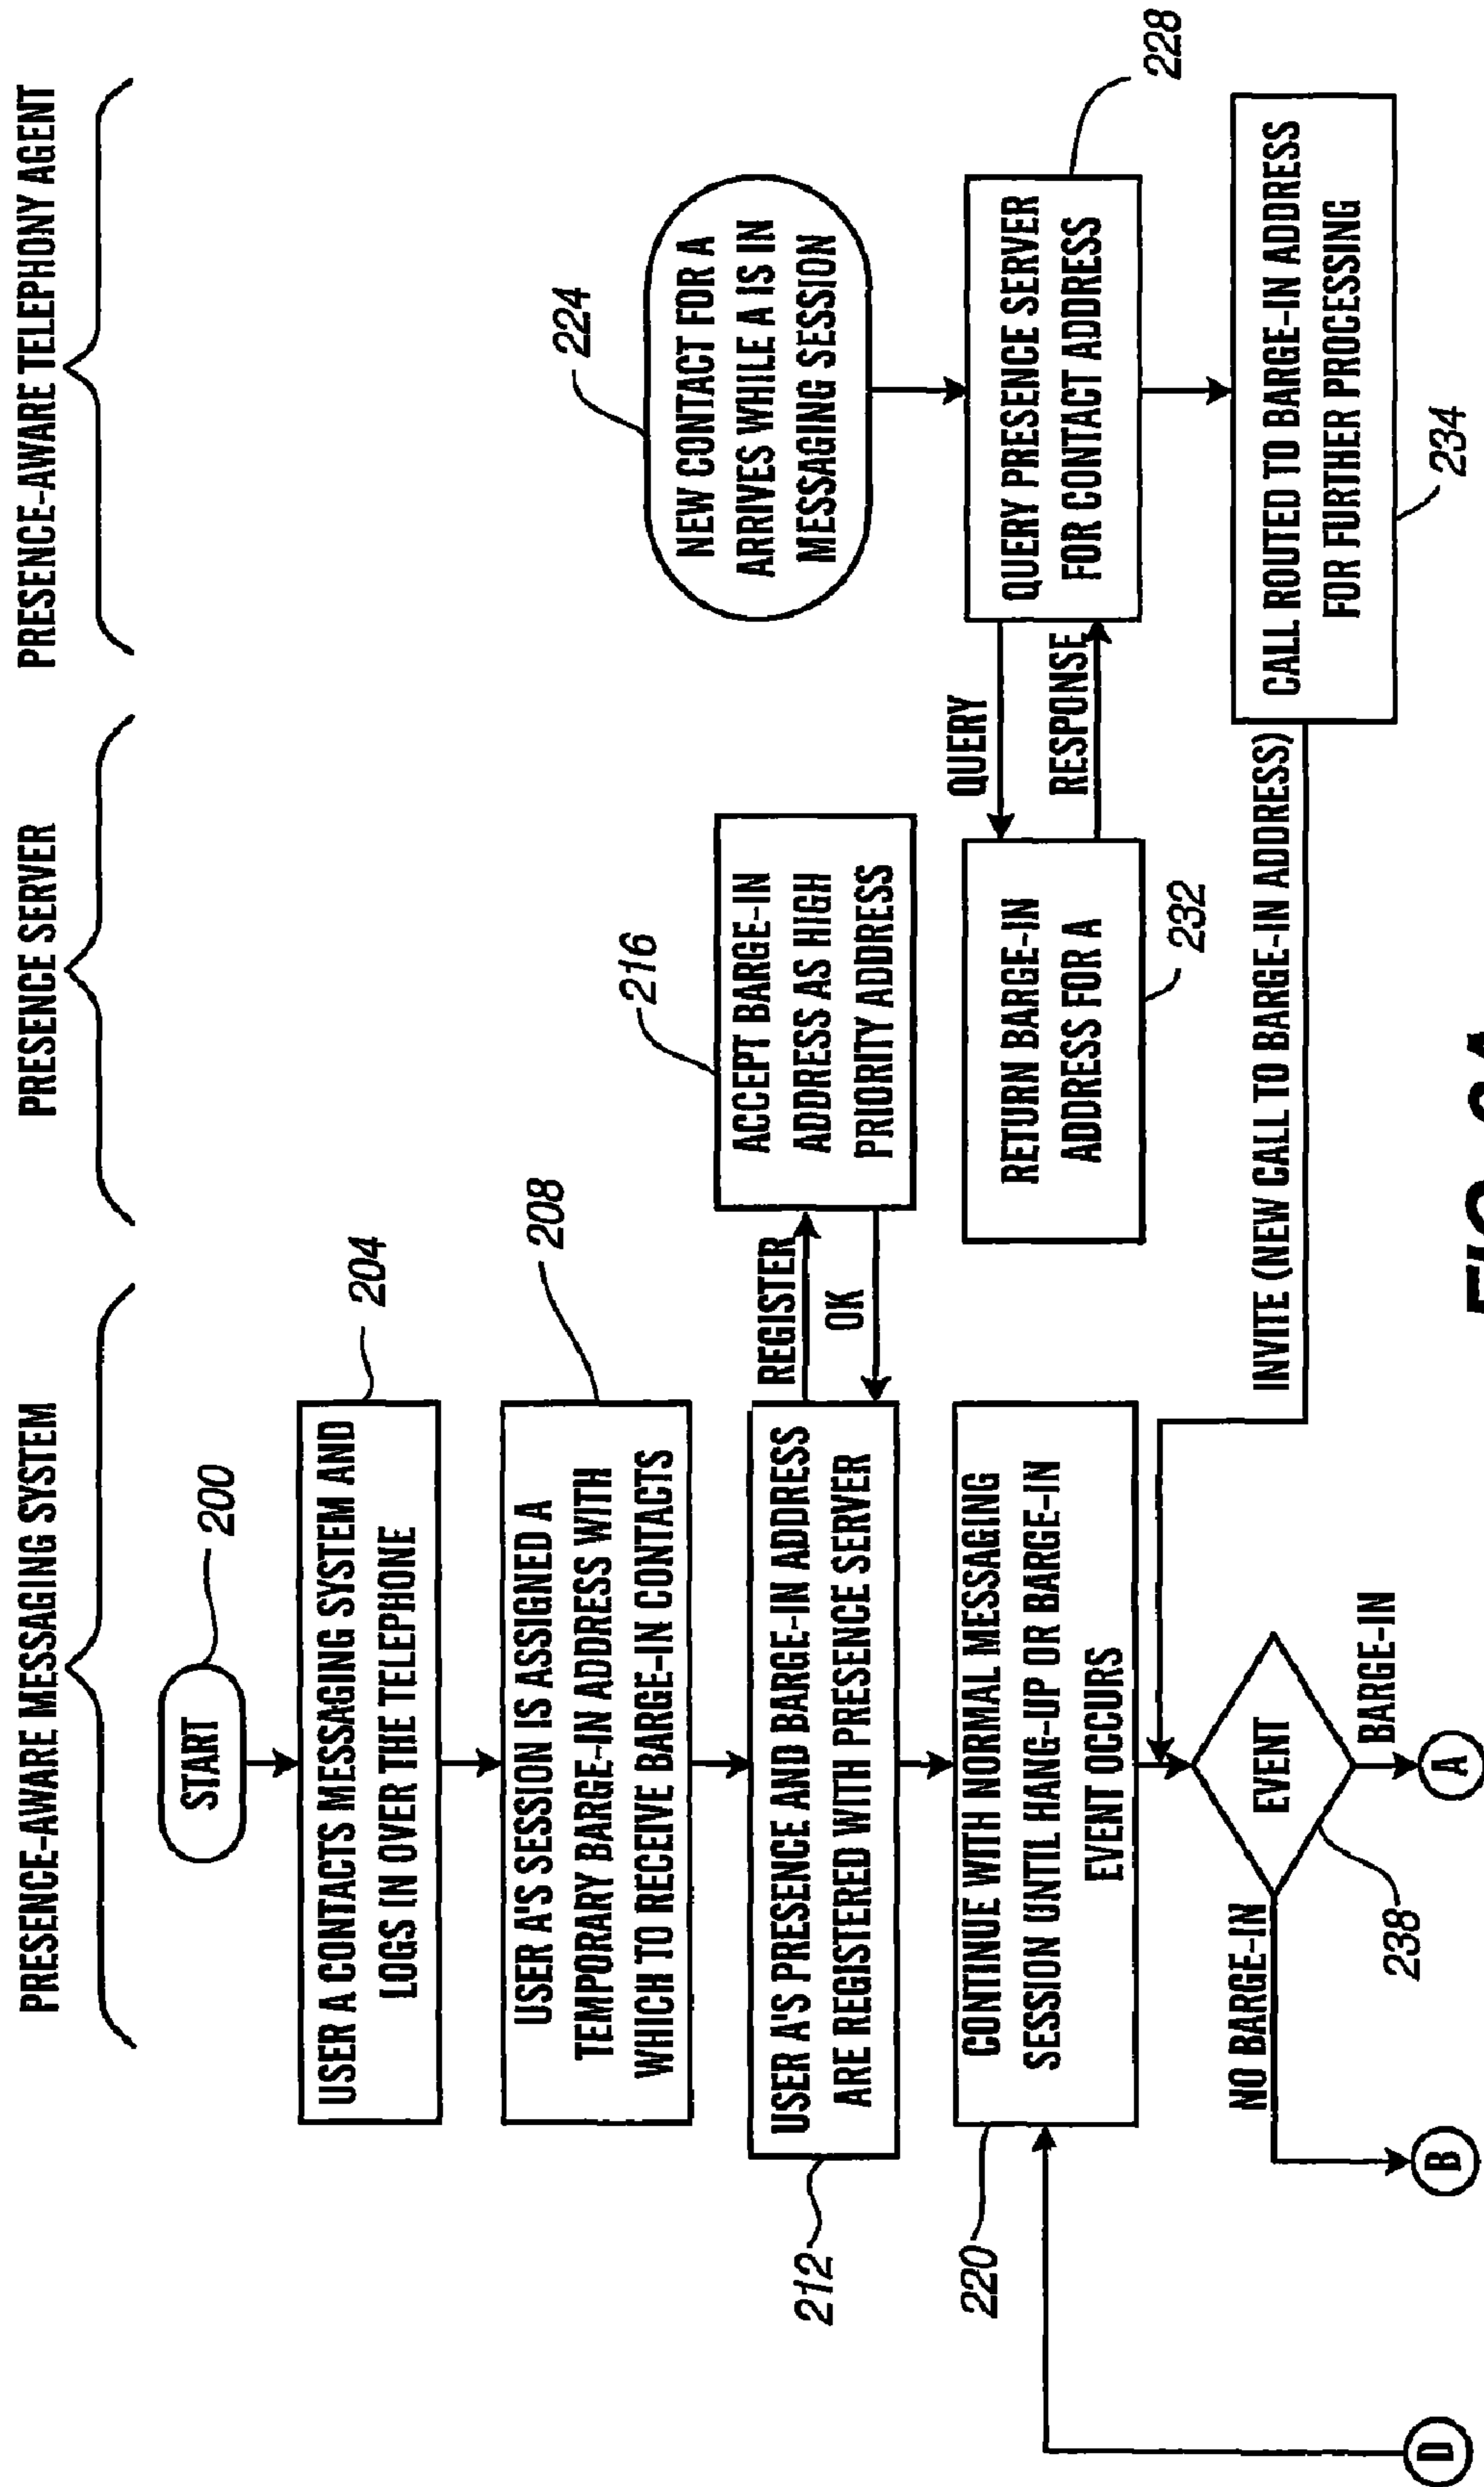 PRESENCE-AWARE MESSAGING SYSTEM
PRESENCE SERVER
PRESENCE-AWARE TELEPHONY AGENT
START
200
USER A CONTACTS MESSAGING SYSTEM AND
LOGS IN OVER THE TELEPHONE
204
USER A'S SESSION IS ASSIGNED A
TEMPORARY BARGE-IN ADDRESS WITH
WHICH TO RECEIVE BARGE-IN CONTACTS
208
USER A'S PRESENCE AND BARGE-IN ADDRESS
ARE REGISTERED WITH PRESENCE SERVER
212
REGISTER
OK
ACCEPT BARGE-IN
ADDRESS AS HIGH
PRIORITY ADDRESS
216
CONTINUE WITH NORMAL MESSAGING
SESSION UNTIL HANG-UP OR BARGE-IN
EVENT OCCURS
220
NEW CONTACT FOR A
ARRIVES WHILE A IS IN
MESSAGING SESSION
224
QUERY PRESENCE SERVER
FOR CONTACT ADDRESS
228
QUERY
RESPONSE
RETURN BARGE-IN
ADDRESS FOR A
232
CALL ROUTED TO BARGE-IN ADDRESS
FOR FURTHER PROCESSING
234
INVITE (NEW CALL TO BARGE-IN ADDRESS)
EVENT
238
NO BARGE-IN
BARGE-IN
D
B
A